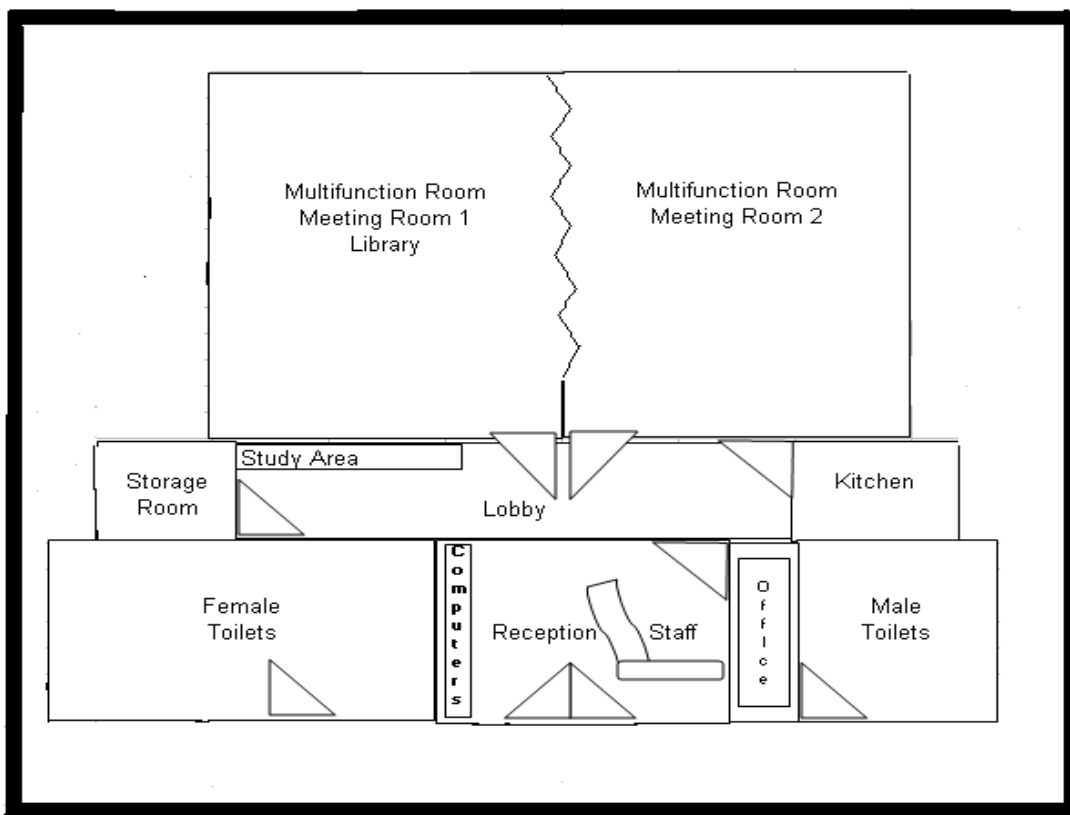 Multifunction Room
Meeting Room 1
Library
Multifunction Room
Meeting Room 2
Storage
Room
Study Area
Lobby
Kitchen
Female
Toilets
Computers
Reception
Staff
Office
Male
Toilets